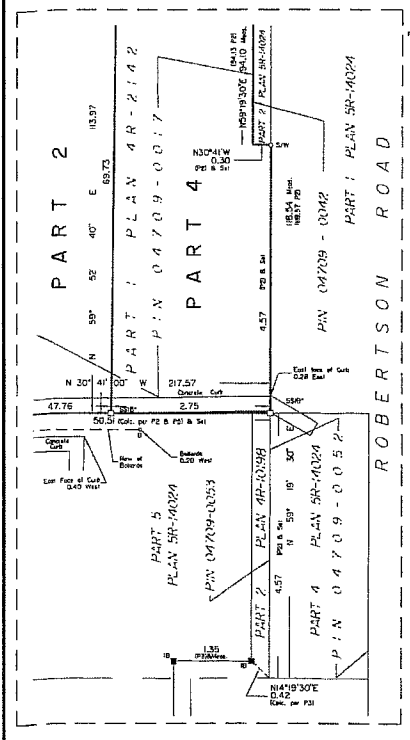 PART 2
N 59° 52' 40" E 113.97
69.73
PART 1 PLAN 4R-2142
PIN 04709-0017
PART 4
N30°41'W
0.30
(P2) & Set
N59°19'30"E 94.10 Meas.
(94.13 P2)
PART 2 PLAN 5R-14024
S/W
118.54 Meas.
4.57 (P2) & Set
PIN 04709-0042
PART 1 PLAN 5R-14024
ROBERTSON ROAD
N 30° 41' 00" W 217.57
Concrete Curb
East face of Curb
0.28 East
47.76
SSIB
2.75
SSIB
50.51 (Calc. per P2 & P5) & Set
Concrete
Curb
Row of
Bollards
Bollards
0.20 West
B
East Face of Curb
0.40 West
PART 5
PLAN 5R-14024
PIN 04709-0053
PART 2 PLAN 4R-10198
4.57
(P2) & Set
N 59° 19' 30" E
PART 4 PLAN 5R-14024
PIN 04709-0052
1.35
IB
IB
N14°19'30"E
0.42
(Calc. per P3)